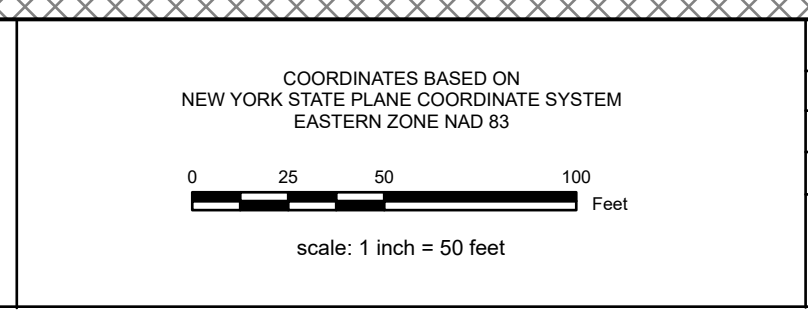 COORDINATES BASED ON
NEW YORK STATE PLANE COORDINATE SYSTEM
EASTERN ZONE NAD 83
0 25 50 100
Feet
scale: 1 inch = 50 feet